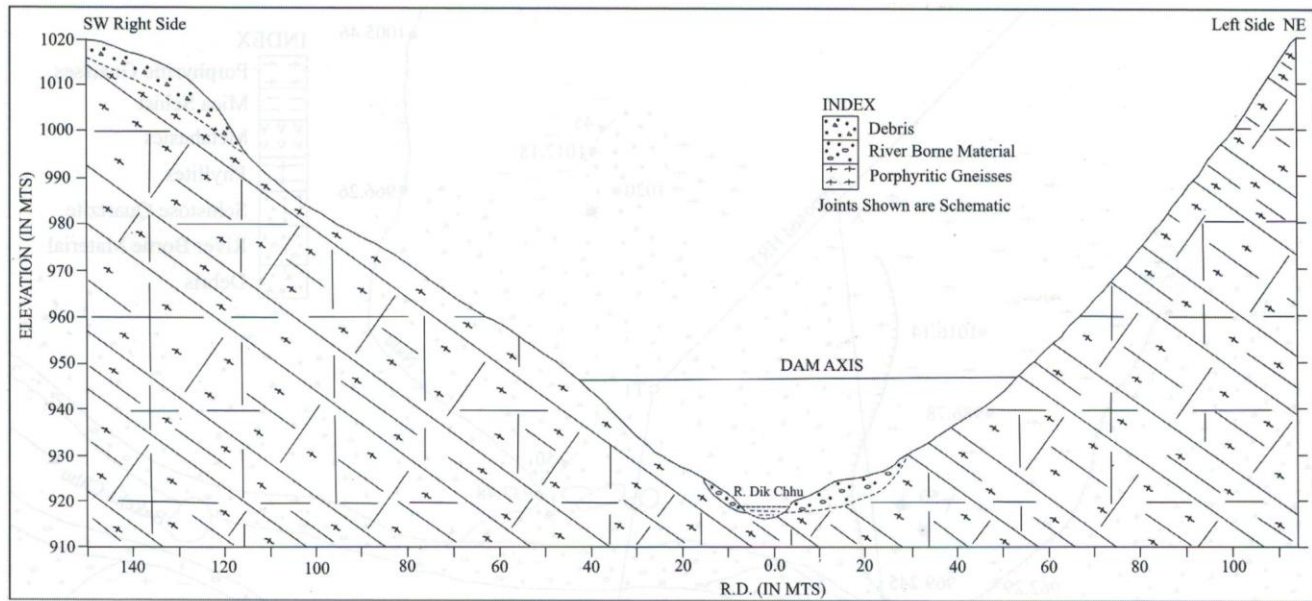 SW Right Side
Left Side NE
1020
1010
1000
990
980
970
960
950
940
930
920
910
ELEVATION (IN MTS)
INDEX
Debris
River Borne Material
Porphyritic Gneisses
Joints Shown are Schematic
DAM AXIS
R. Dik Chhu
140 120 100 80 60 40 20 0.0 20 40 60 80 100
R.D. (IN MTS)